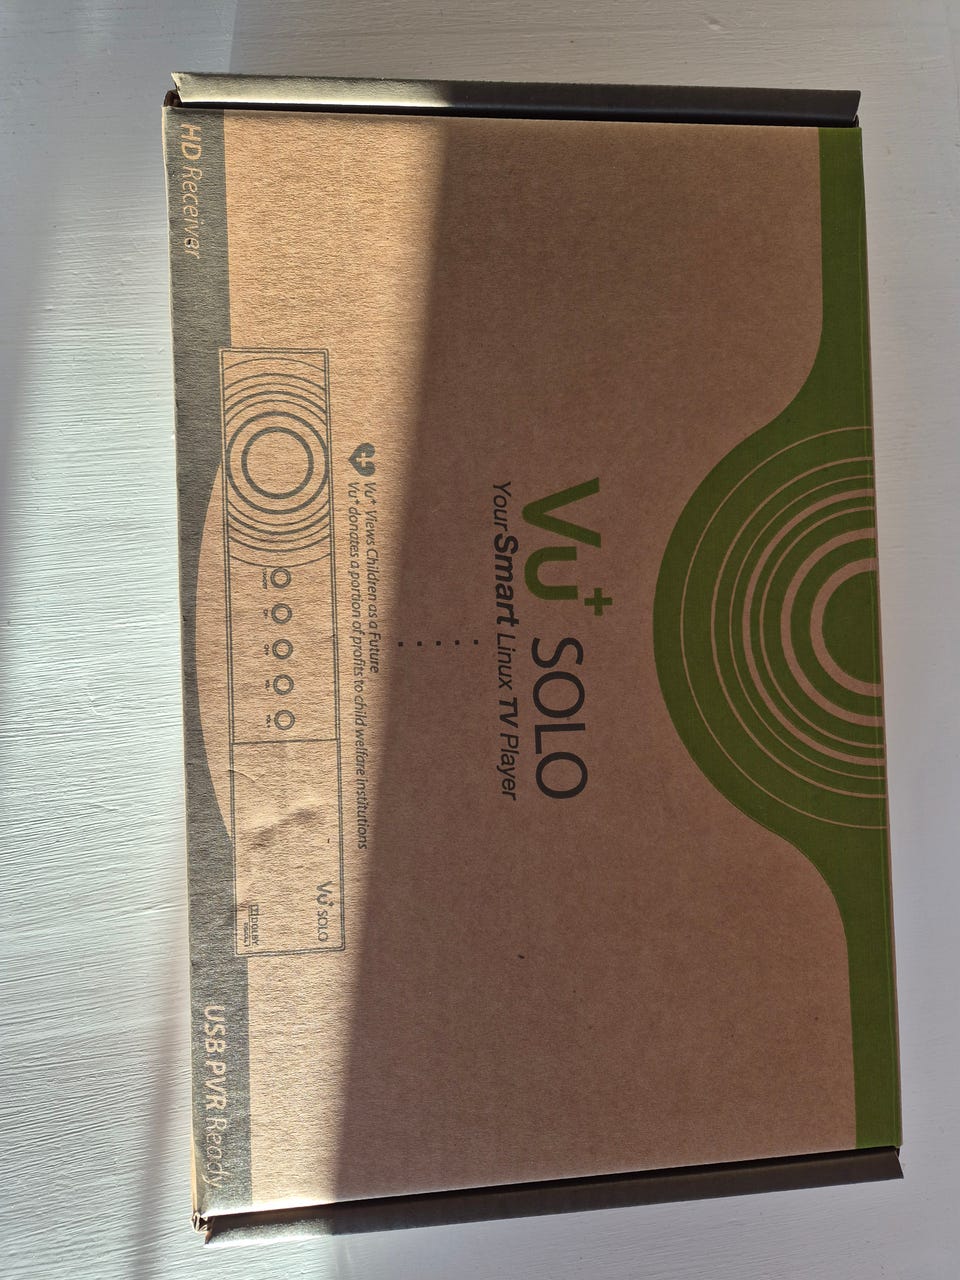 Vu+ SOLO
Your Smart Linux TV Player
Vu+ Views Children as a Future
Vu+ donates a portion of profits to child welfare institutions
Vu+ SOLO
DOLBY
HD Receiver
USB PVR Ready